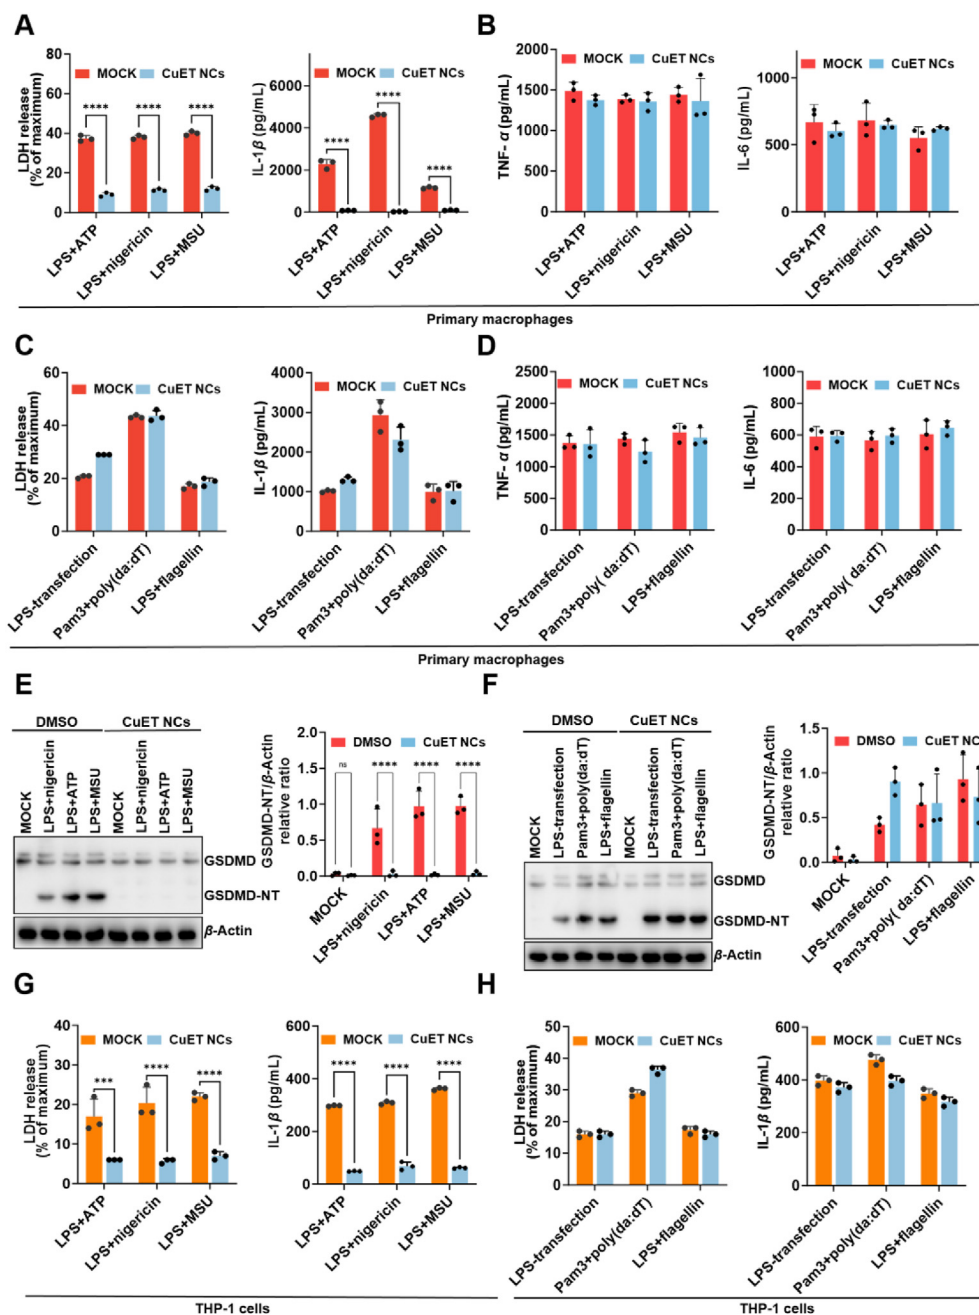 A
B
LDH release
(% of maximum)
80
60
40
20
0
MOCK
CuET NCs
****
****
****
LPS+ATP
LPS+nigericin
LPS+MSU
IL-1β (pg/mL)
6000
4000
2000
0
MOCK
CuET NCs
****
****
****
LPS+ATP
LPS+nigericin
LPS+MSU
TNF- α (pg/mL)
2000
1500
1000
500
0
MOCK
CuET NCs
LPS+ATP
LPS+nigericin
LPS+MSU
IL-6 (pg/mL)
1000
500
0
MOCK
CuET NCs
LPS+ATP
LPS+nigericin
LPS+MSU
Primary macrophages
C
D
LDH release
(% of maximum)
60
40
20
0
MOCK
CuET NCs
LPS-transfection
Pam3+poly(da:dT)
LPS+flagellin
IL-1β (pg/mL)
4000
3000
2000
1000
0
MOCK
CuET NCs
LPS-transfection
Pam3+poly(da:dT)
LPS+flagellin
TNF- α (pg/mL)
2500
2000
1500
1000
500
0
MOCK
CuET NCs
LPS-transfection
Pam3+poly( da:dT)
LPS+flagellin
IL-6 (pg/mL)
1000
800
600
400
200
0
MOCK
CuET NCs
LPS-transfection
Pam3+poly( da:dT)
LPS+flagellin
Primary macrophages
E
F
DMSO
CuET NCs
MOCK
LPS+nigericin
LPS+ATP
LPS+MSU
MOCK
LPS+nigericin
LPS+ATP
LPS+MSU
GSDMD
GSDMD-NT
β-Actin
GSDMD-NT/β-Actin
relative ratio
2.0
1.5
1.0
0.5
0.0
DMSO
CuET NCs
ns
****
****
****
MOCK
LPS+nigericin
LPS+ATP
LPS+MSU
DMSO
CuET NCs
MOCK
LPS-transfection
Pam3+poly(da:dT)
LPS+flagellin
MOCK
LPS-transfection
Pam3+poly(da:dT)
LPS+flagellin
GSDMD
GSDMD-NT
β-Actin
GSDMD-NT/β-Actin
relative ratio
1.5
1.0
0.5
0.0
DMSO
CuET NC
MOCK
LPS-transfection
Pam3+poly( da:dT)
LPS+flagellin
G
H
LDH release
(% of maximum)
40
30
20
10
0
MOCK
CuET NCs
***
****
****
LPS+ATP
LPS+nigericin
LPS+MSU
IL-1β (pg/mL)
600
400
200
0
MOCK
CuET NCs
****
****
****
LPS+ATP
LPS+nigericin
LPS+MSU
LDH release
(% of maximum)
50
40
30
20
10
0
MOCK
CuET NCs
LPS-transfection
Pam3+poly(da:dT)
LPS+flagellin
IL-1β (pg/mL)
600
400
200
0
MOCK
CuET NCs
LPS-transfection
Pam3+poly(da:dT)
LPS+flagellin
THP-1 cells
THP-1 cells